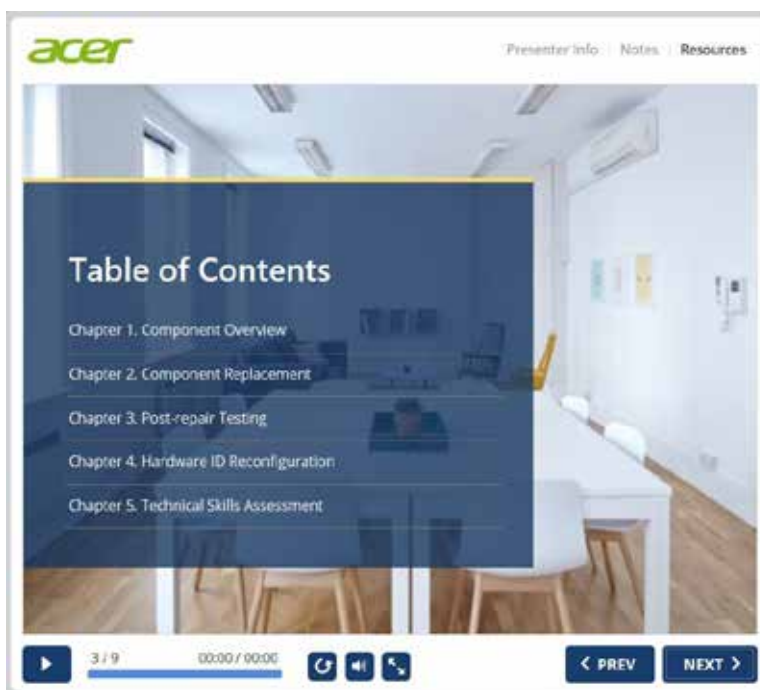 acer
Presenter Info | Notes | Resources
Table of Contents
Chapter 1. Component Overview
Chapter 2. Component Replacement
Chapter 3. Post-repair Testing
Chapter 4. Hardware ID Reconfiguration
Chapter 5. Technical Skills Assessment
3 / 9 00:00 / 00:00 PREV NEXT